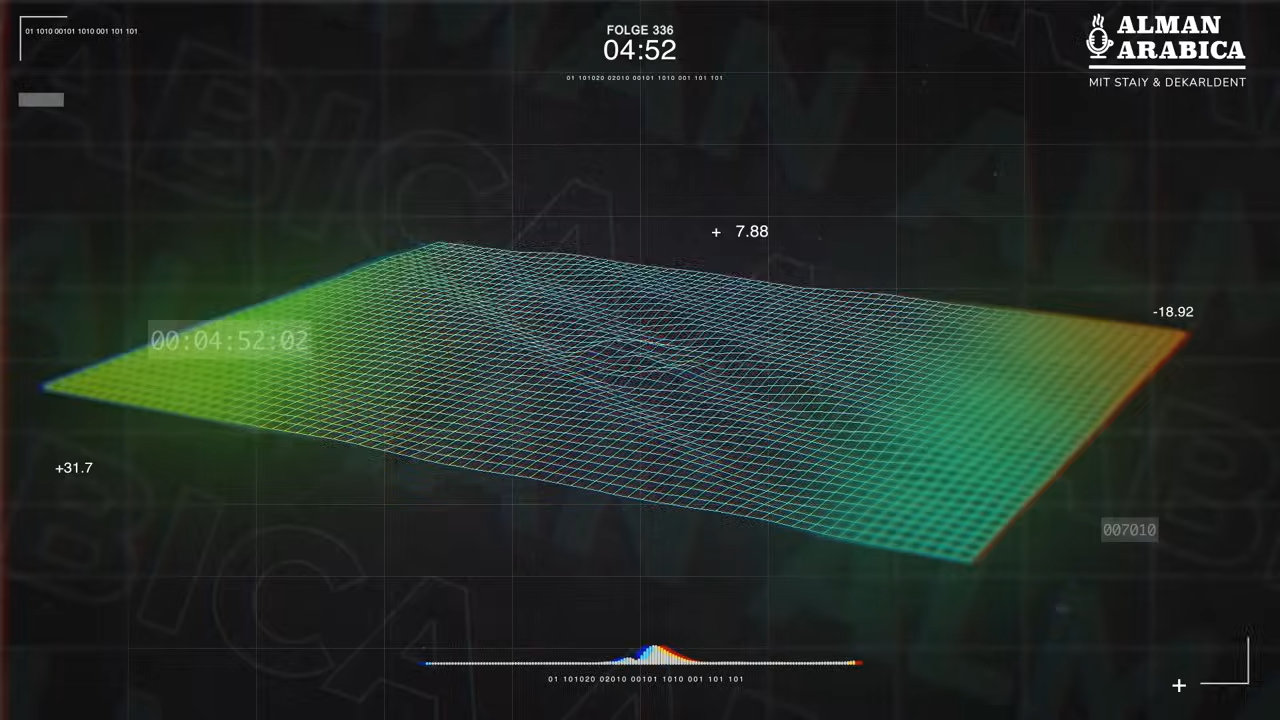 01 1010 00101 1010 001 101 101
FOLGE 336
04:52
01 101020 02010 00101 1010 001 101 101
ALMAN
ARABICA
MIT STAIY & DEKARLDENT
+ 7.88
-18.92
00:04:52:02
+31.7
007010
01 101020 02010 00101 1010 001 101 101
+